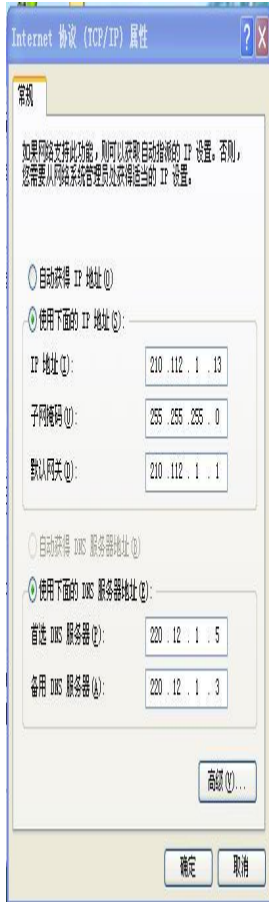 Internet 协议 (TCP/IP) 属性
常规
如果网络支持此功能，则可以获取自动指派的 IP 设置。否则，
您需要从网络系统管理员处获得适当的 IP 设置。
自动获得 IP 地址(O)
使用下面的 IP 地址(S):
IP 地址(I): 210 .112 . 1 . 13
子网掩码(U): 255 .255 .255 . 0
默认网关(D): 210 .112 . 1 . 1
自动获得 DNS 服务器地址(B)
使用下面的 DNS 服务器地址(E):
首选 DNS 服务器(P): 220 .12 . 1 . 5
备用 DNS 服务器(A): 220 .12 . 1 . 3
高级(V)...
确定 取消